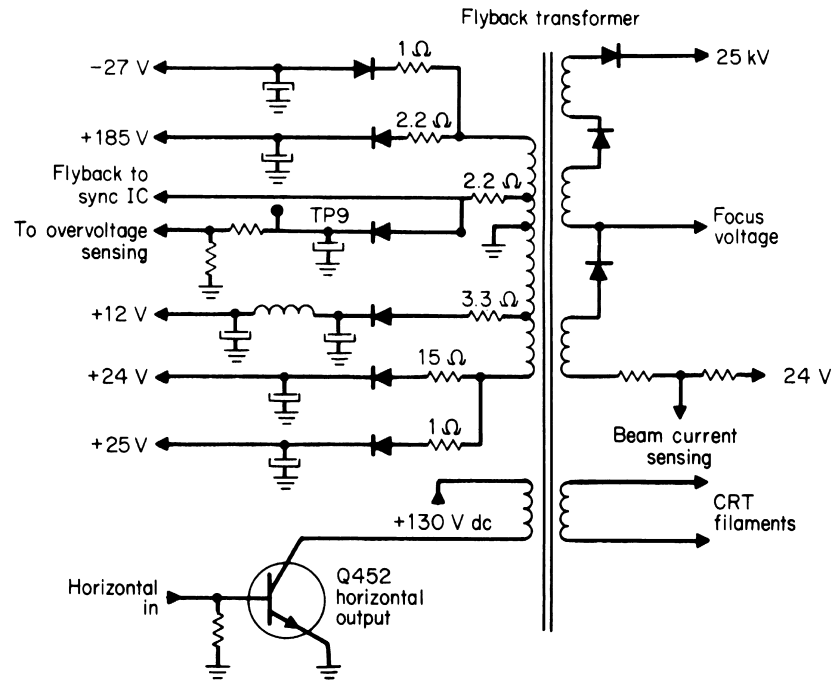 Flyback transformer
1 Ω
-27 V
25 kV
2.2 Ω
+185 V
Flyback to
sync IC
2.2 Ω
TP9
To overvoltage
sensing
Focus
voltage
3.3 Ω
+12 V
15 Ω
+24 V
24 V
1 Ω
+25 V
Beam current
sensing
+130 V dc
CRT
filaments
Q452
horizontal
output
Horizontal
in